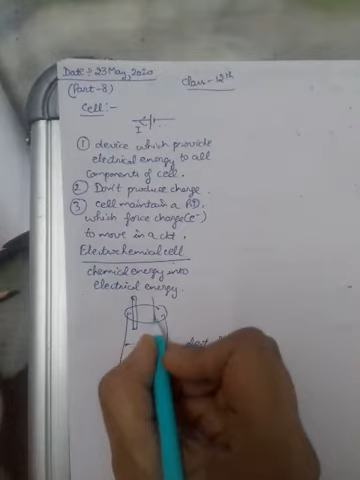 Date :- 23 May, 2020
Class - 12th
(Part-8)
Cell :-
I
① device which provide
electrical energy to all
Components of cell.
② Don't produce charge.
③ Cell maintain a P.D,
which force charge(e⁻)
to move in a ckt.
Electrochemical cell
chemical energy into
electrical energy.